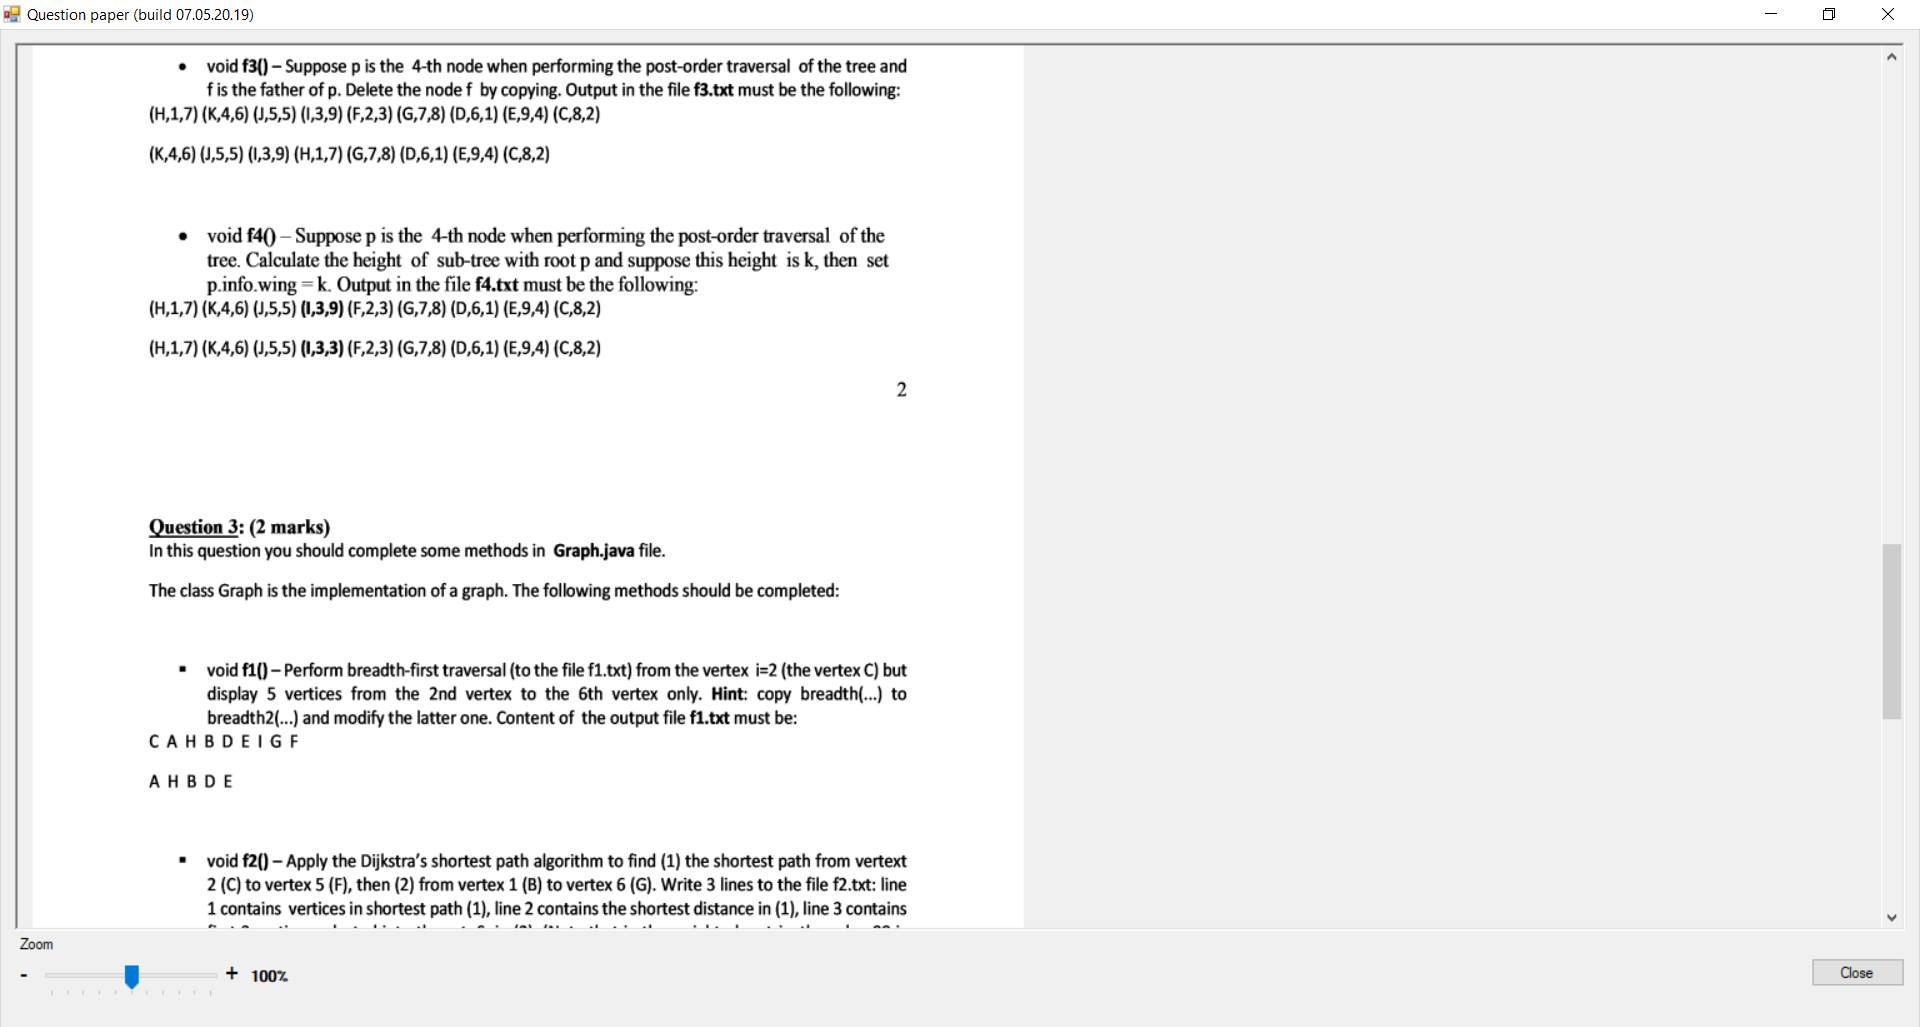 Question paper (build 07.05.20.19)
• void f3() – Suppose p is the 4-th node when performing the post-order traversal of the tree and
f is the father of p. Delete the node f by copying. Output in the file f3.txt must be the following:
(H,1,7) (K,4,6) (J,5,5) (I,3,9) (F,2,3) (G,7,8) (D,6,1) (E,9,4) (C,8,2)
(K,4,6) (J,5,5) (I,3,9) (H,1,7) (G,7,8) (D,6,1) (E,9,4) (C,8,2)
• void f4() – Suppose p is the 4-th node when performing the post-order traversal of the
tree. Calculate the height of sub-tree with root p and suppose this height is k, then set
p.info.wing = k. Output in the file f4.txt must be the following:
(H,1,7) (K,4,6) (J,5,5) (I,3,9) (F,2,3) (G,7,8) (D,6,1) (E,9,4) (C,8,2)
(H,1,7) (K,4,6) (J,5,5) (I,3,3) (F,2,3) (G,7,8) (D,6,1) (E,9,4) (C,8,2)
2
Question 3: (2 marks)
In this question you should complete some methods in Graph.java file.
The class Graph is the implementation of a graph. The following methods should be completed:
▪ void f1() – Perform breadth-first traversal (to the file f1.txt) from the vertex i=2 (the vertex C) but
display 5 vertices from the 2nd vertex to the 6th vertex only. Hint: copy breadth(...) to
breadth2(...) and modify the latter one. Content of the output file f1.txt must be:
C A H B D E I G F
A H B D E
▪ void f2() – Apply the Dijkstra's shortest path algorithm to find (1) the shortest path from vertext
2 (C) to vertex 5 (F), then (2) from vertex 1 (B) to vertex 6 (G). Write 3 lines to the file f2.txt: line
1 contains vertices in shortest path (1), line 2 contains the shortest distance in (1), line 3 contains
Zoom
- + 100%
Close